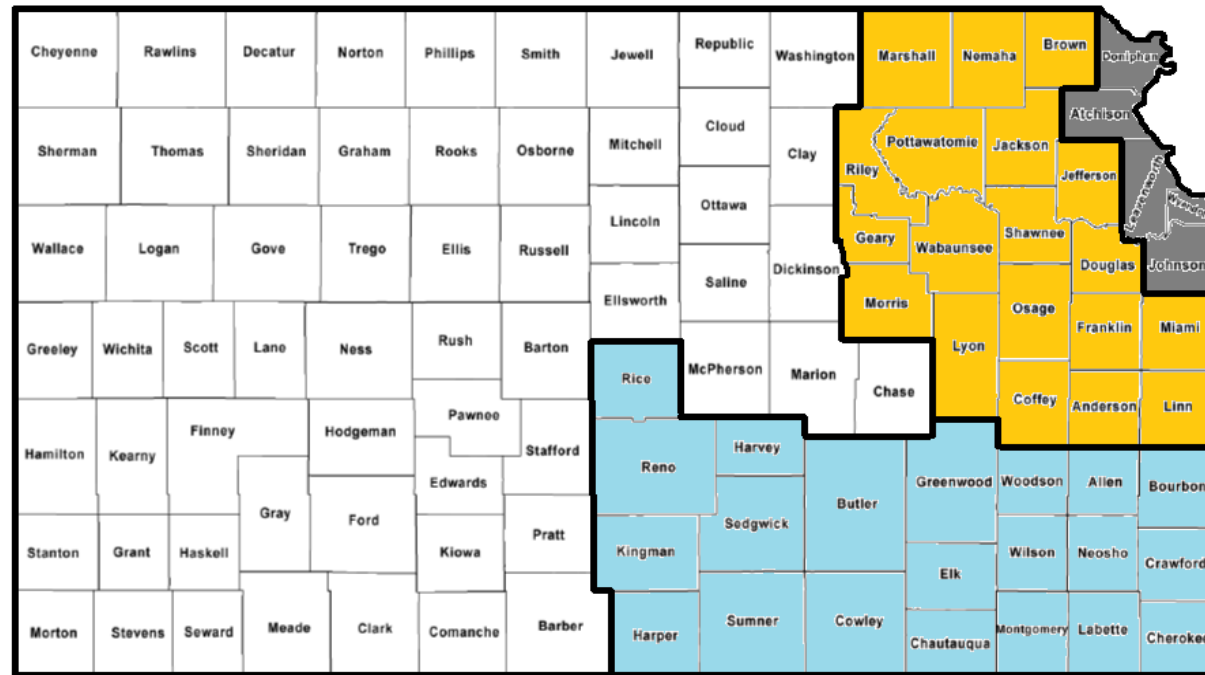 Cheyenne
Rawlins
Decatur
Norton
Phillips
Smith
Jewell
Republic
Washington
Marshall
Nemaha
Brown
Doniphan
Atchison
Sherman
Thomas
Sheridan
Graham
Rooks
Osborne
Mitchell
Cloud
Clay
Riley
Pottawatomie
Jackson
Jefferson
Leavenworth
Wallace
Logan
Gove
Trego
Ellis
Russell
Lincoln
Ottawa
Geary
Wabaunsee
Shawnee
Douglas
Johnson
Ellsworth
Saline
Dickinson
Morris
Osage
Franklin
Miami
Greeley
Wichita
Scott
Lane
Ness
Rush
Barton
Rice
McPherson
Marion
Chase
Lyon
Coffey
Anderson
Linn
Hamilton
Kearny
Finney
Hodgeman
Pawnee
Stafford
Edwards
Reno
Harvey
Sedgwick
Butler
Greenwood
Woodson
Allen
Bourbon
Gray
Ford
Stanton
Grant
Haskell
Kiowa
Pratt
Kingman
Elk
Wilson
Neosho
Crawford
Morton
Stevens
Seward
Meade
Clark
Comanche
Barber
Harper
Sumner
Cowley
Chautauqua
Montgomery
Labette
Cherokee